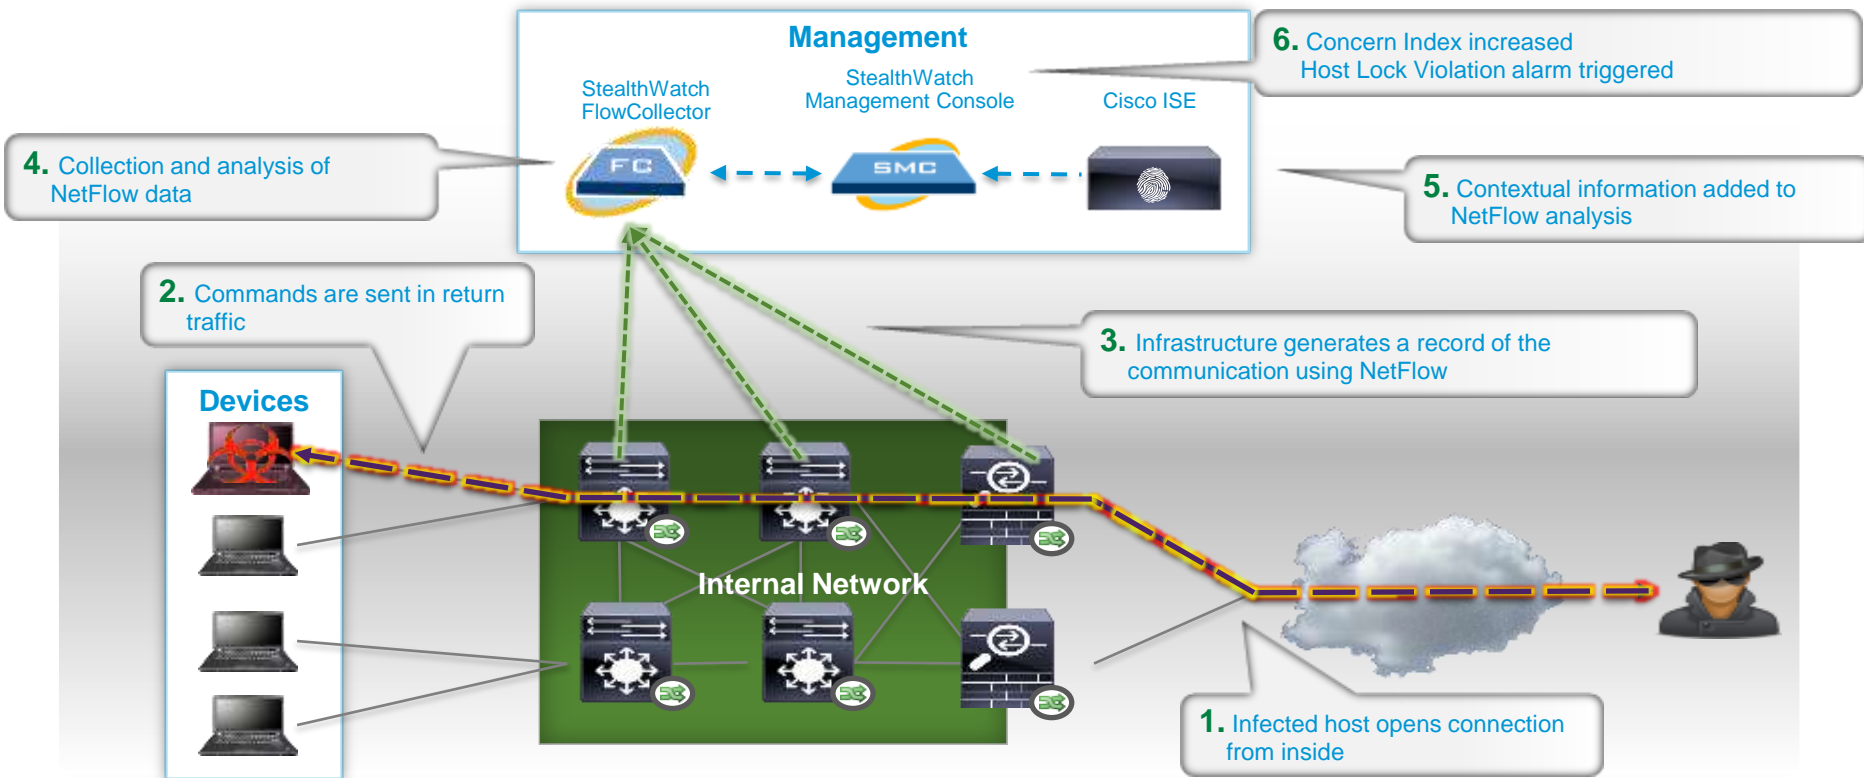 Management
6. Concern Index increased
Host Lock Violation alarm triggered
StealthWatch
FlowCollector
StealthWatch
Management Console
Cisco ISE
FC
SMC
4. Collection and analysis of
NetFlow data
5. Contextual information added to
NetFlow analysis
2. Commands are sent in return
traffic
3. Infrastructure generates a record of the
communication using NetFlow
Devices
Internal Network
1. Infected host opens connection
from inside